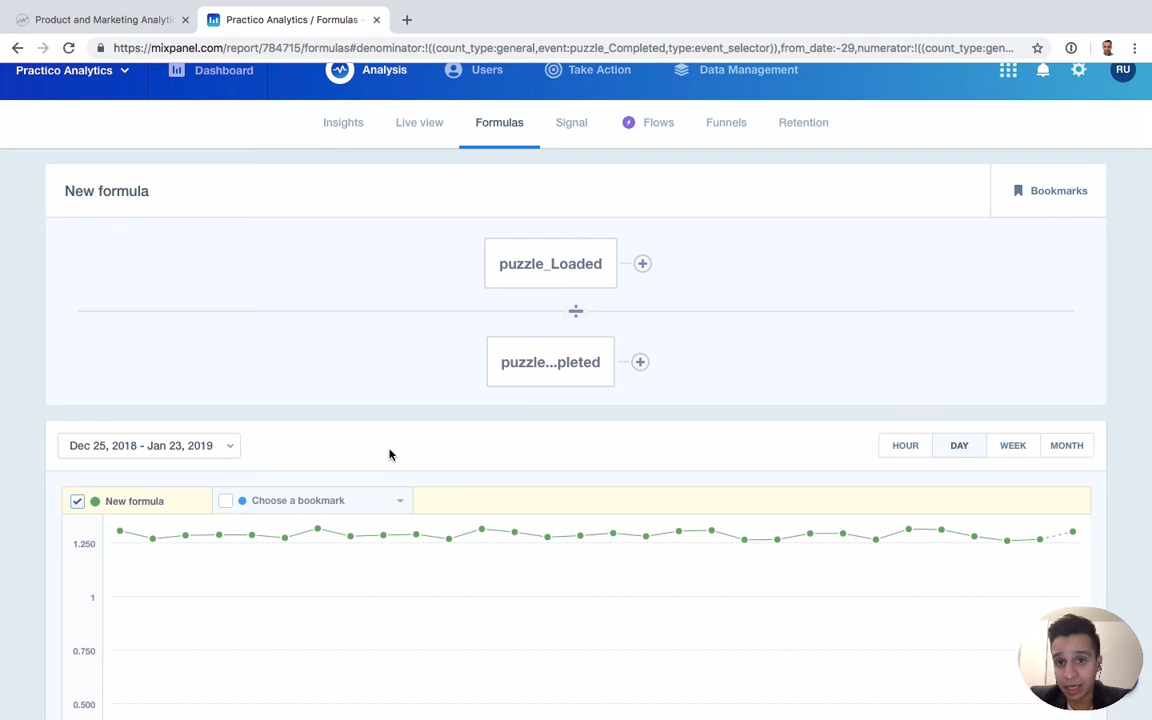 Product and Marketing Analytic
Practico Analytics / Formulas -
https://mixpanel.com/report/784715/formulas#denominator:!((count_type:general,event:puzzle_Completed,type:event_selector)),from_date:-29,numerator:!((count_type:gen...
Practico Analytics
Dashboard
Analysis
Users
Take Action
Data Management
RU
Insights
Live view
Formulas
Signal
Flows
Funnels
Retention
New formula
Bookmarks
puzzle_Loaded
puzzle...pleted
Dec 25, 2018 - Jan 23, 2019
HOUR
DAY
WEEK
MONTH
New formula
Choose a bookmark
1.250
1
0.750
0.500